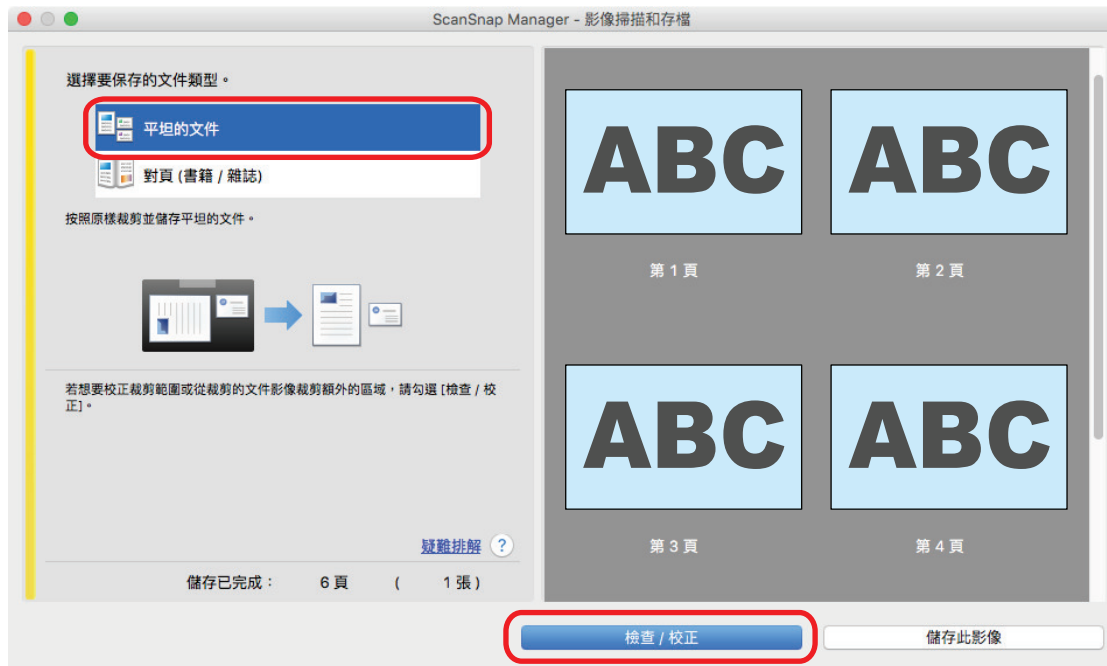 ScanSnap Manager - 影像掃描和存檔
選擇要保存的文件類型。
平坦的文件
對頁 (書籍 / 雜誌)
按照原樣裁剪並儲存平坦的文件。
若想要校正裁剪範圍或從裁剪的文件影像裁剪額外的區域，請勾選 [檢查 / 校
正]。
疑難排解 ?
儲存已完成： 6 頁 ( 1 張 )
ABC ABC
第 1 頁 第 2 頁
ABC ABC
第 3 頁 第 4 頁
檢查 / 校正 儲存此影像